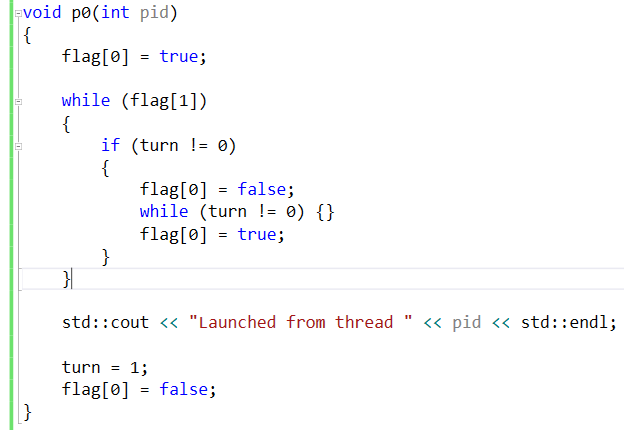 void p0(int pid)
{
    flag[0] = true;

    while (flag[1])
    {
        if (turn != 0)
        {
            flag[0] = false;
            while (turn != 0) {}
            flag[0] = true;
        }
    }

    std::cout << "Launched from thread " << pid << std::endl;

    turn = 1;
    flag[0] = false;
}